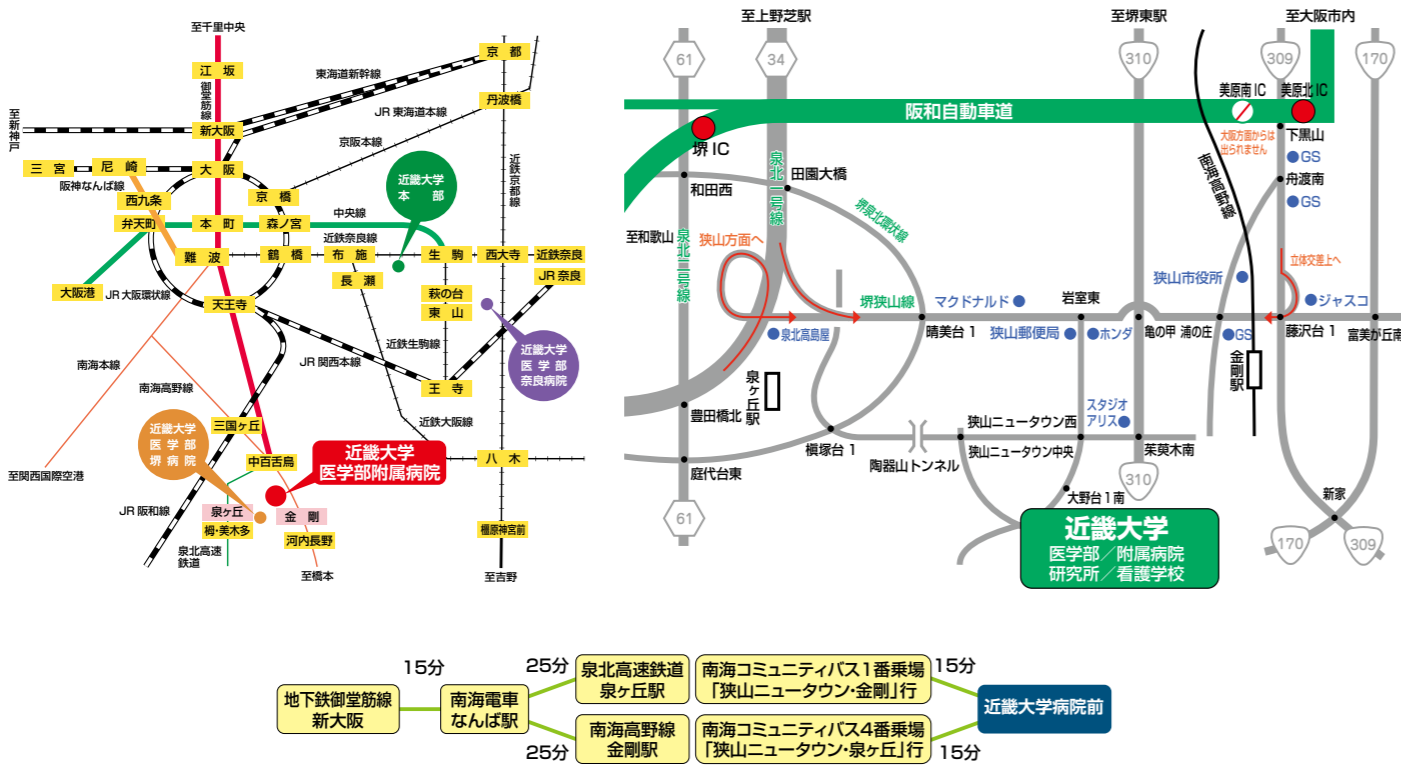 至千里中央
江坂
御堂筋線
東海道新幹線
京都
丹波橋
JR東海道本線
京阪本線
至新神戸
新大阪
三宮
尼崎
大阪
阪神なんば線
西九条
京橋
近畿大学
本部
近鉄京都線
弁天町
本町
森ノ宮
中央線
近鉄奈良線
難波
鶴橋
布施
生駒
西大寺
近鉄奈良
長瀬
JR奈良
大阪港
JR大阪環状線
天王寺
萩の台
東山
近鉄生駒線
近畿大学
医学部
奈良病院
南海本線
JR関西本線
王寺
南海高野線
近鉄大阪線
近畿大学
医学部
堺病院
三国ヶ丘
近畿大学
医学部附属病院
中百舌鳥
八木
至関西国際空港
JR阪和線
泉ヶ丘
金剛
栂・美木多
河内長野
橿原神宮前
泉北高速
鉄道
至橋本
至吉野
至上野芝駅
至堺東駅
至大阪市内
61
34
310
309
170
阪和自動車道
美原南IC
美原北IC
堺IC
大阪方面からは
出られません
下黒山
GS
舟渡南
GS
泉北一号線
田園大橋
和田西
堺泉北環状線
南海高野線
至和歌山
泉北二号線
狭山方面へ
狭山市役所
立体交差上へ
堺狭山線
マクドナルド
岩室東
ジャスコ
泉北高島屋
晴美台1
狭山郵便局
ホンダ
亀の甲
浦の庄
GS
藤沢台1
富美が丘南
金剛駅
泉ヶ丘駅
豊田橋北
狭山ニュータウン西
スタジオ
アリス
槇塚台1
陶器山トンネル
狭山ニュータウン中央
茱萸木南
庭代台東
310
大野台1南
新家
61
近畿大学
医学部/附属病院
研究所/看護学校
170
309
15分
25分
地下鉄御堂筋線
新大阪
南海電車
なんば駅
泉北高速鉄道
泉ヶ丘駅
南海コミュニティバス1番乗場
「狭山ニュータウン・金剛」行
15分
近畿大学病院前
25分
南海高野線
金剛駅
南海コミュニティバス4番乗場
「狭山ニュータウン・泉ヶ丘」行
15分